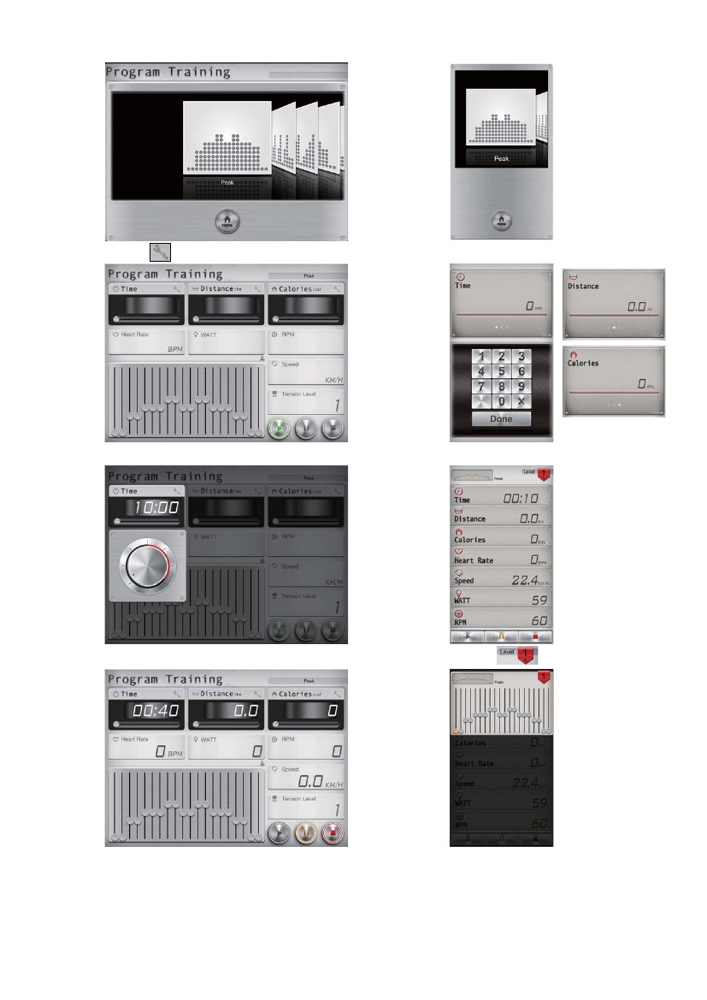 Program Training
Peak
Home
Peak
Home
Program Training
Peak
Time
Distance/km
Calories/cal
Heart Rate
BPM
WATT
RPM
Speed
KM/H
Tension Level
1
Time
0 MIN
Distance
0.0
Calories
0 CAL
1 2 3
4 5 6
7 8 9
0 X
Done
Program Training
Peak
Time
Distance/km
Calories/cal
10:00
WATT
RPM
Speed
KM/H
Tension Level
1
Peak
Level 1
Time 00:10
Distance 0.0 KM
Calories 0 CAL
Heart Rate 0 BPM
Speed 22.4 KM/H
WATT 59
RPM 60
Level 1
Program Training
Peak
Time
Distance/km
Calories/cal
00:40
0.0
0
Heart Rate
0 BPM
WATT
0
RPM
0
Speed
0.0 KM/H
Tension Level
1
Peak
1
Calories 0
Heart Rate 0
Speed 22.4
WATT 59
RPM 60